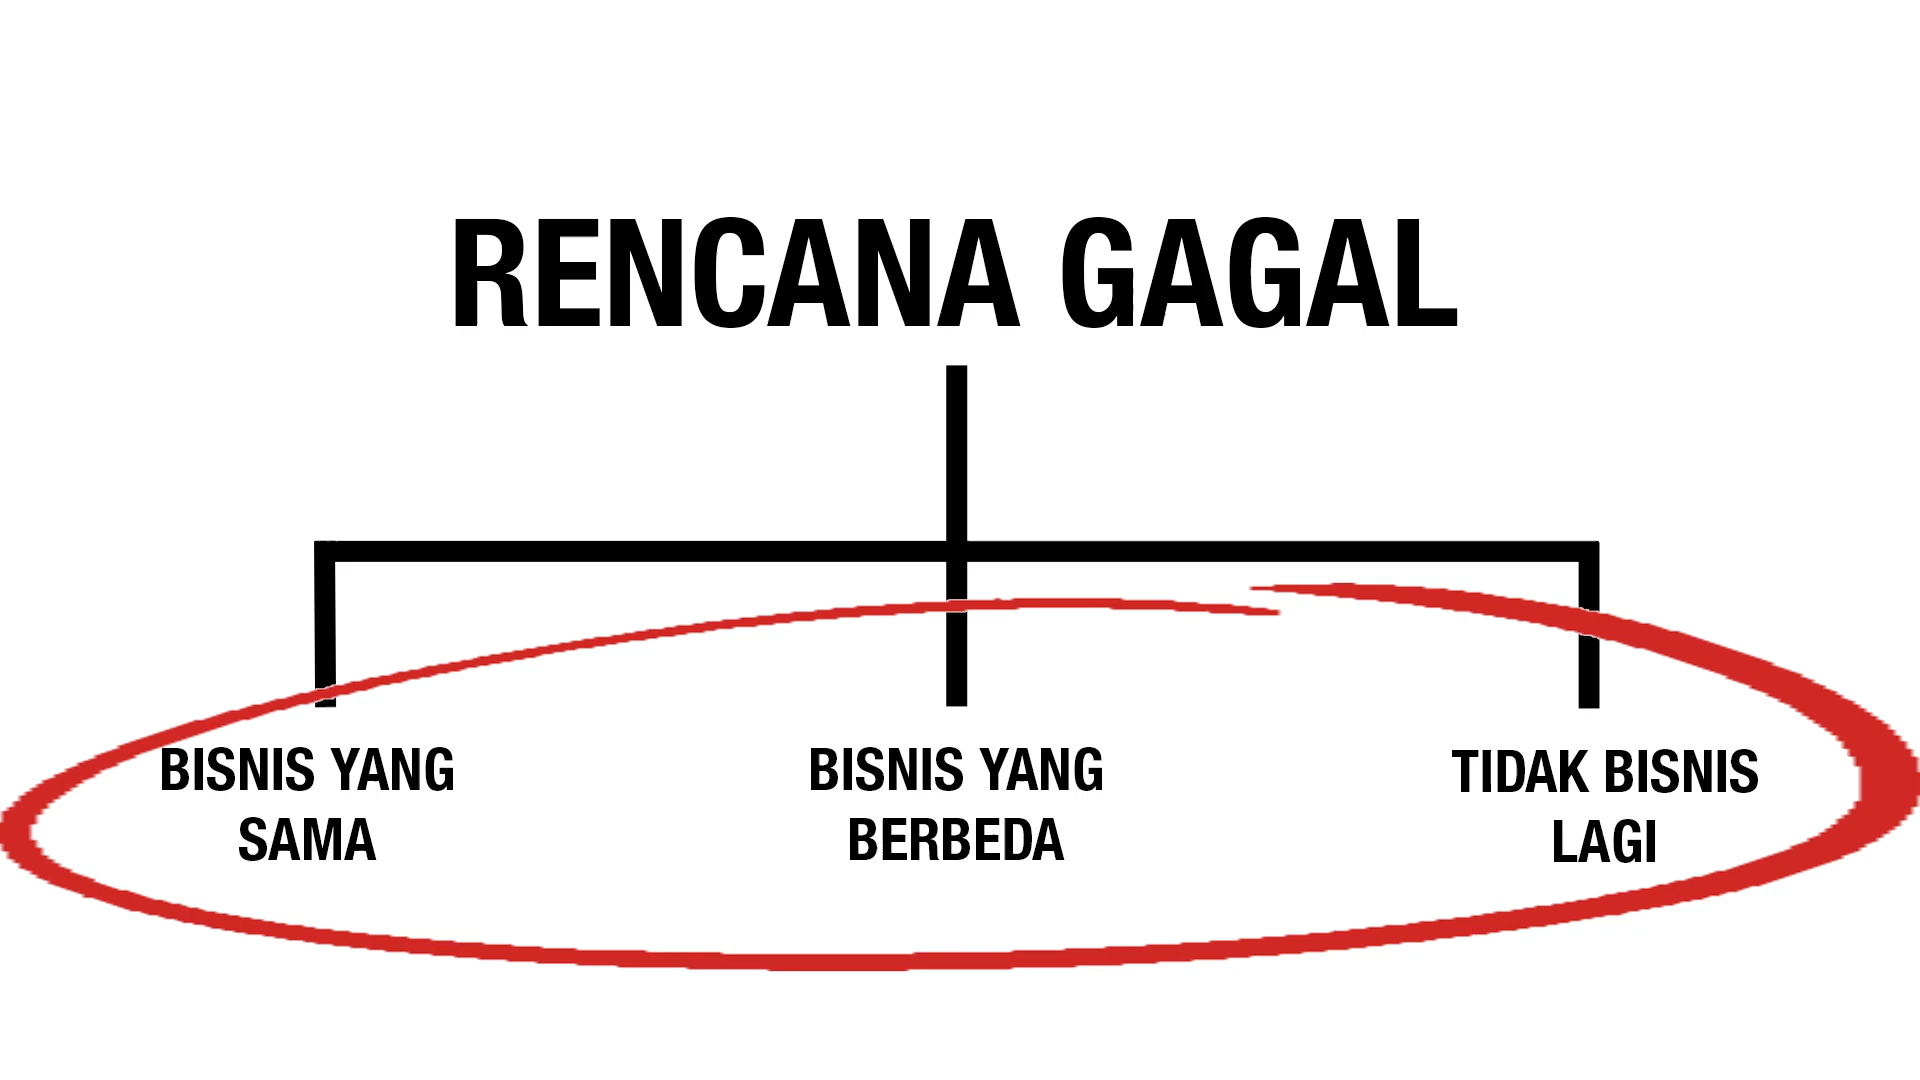 RENCANA GAGAL
BISNIS YANG
SAMA
BISNIS YANG
BERBEDA
TIDAK BISNIS
LAGI